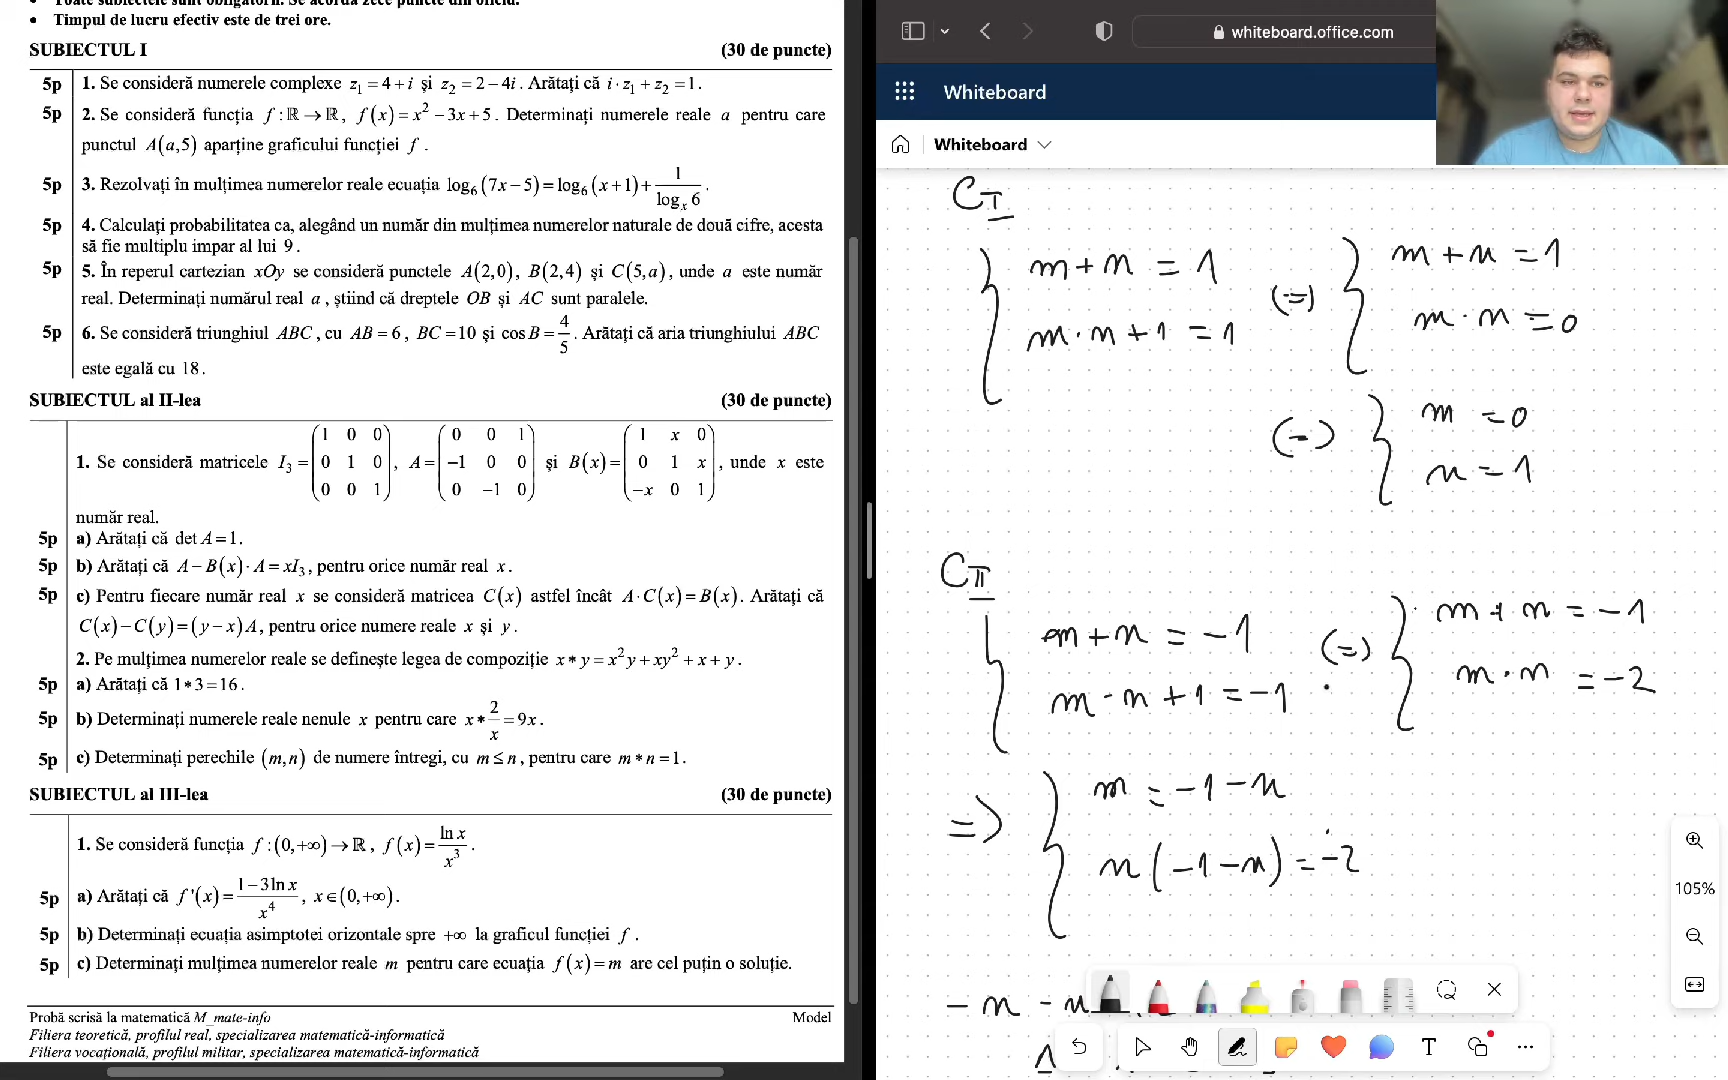 • Toate subiectele sunt obligatorii. Se acordă zece puncte din oficiu.
• Timpul de lucru efectiv este de trei ore.
SUBIECTUL I (30 de puncte)
5p 1. Se consideră numerele complexe z₁ = 4 + i și z₂ = 2 − 4i. Arătați că i · z₁ + z₂ = 1.
5p 2. Se consideră funcția f : ℝ → ℝ, f(x) = x² − 3x + 5. Determinați numerele reale a pentru care
punctul A(a,5) aparține graficului funcției f.
5p 3. Rezolvați în mulțimea numerelor reale ecuația log₆(7x − 5) = log₆(x + 1) + 1/logₓ6.
5p 4. Calculați probabilitatea ca, alegând un număr din mulțimea numerelor naturale de două cifre, acesta
să fie multiplu impar al lui 9.
5p 5. În reperul cartezian xOy se consideră punctele A(2,0), B(2,4) și C(5,a), unde a este număr
real. Determinați numărul real a, știind că dreptele OB și AC sunt paralele.
5p 6. Se consideră triunghiul ABC, cu AB = 6, BC = 10 și cos B = 4/5. Arătați că aria triunghiului ABC
este egală cu 18.
SUBIECTUL al II-lea (30 de puncte)
1. Se consideră matricele I₃ = (1 0 0; 0 1 0; 0 0 1), A = (0 0 1; −1 0 0; 0 −1 0) și B(x) = (1 x 0; 0 1 x; −x 0 1), unde x este
număr real.
5p a) Arătați că det A = 1.
5p b) Arătați că A − B(x) · A = xI₃, pentru orice număr real x.
5p c) Pentru fiecare număr real x se consideră matricea C(x) astfel încât A · C(x) = B(x). Arătați că
C(x) − C(y) = (y − x)A, pentru orice numere reale x și y.
2. Pe mulțimea numerelor reale se definește legea de compoziție x * y = x²y + xy² + x + y.
5p a) Arătați că 1 * 3 = 16.
5p b) Determinați numerele reale nenule x pentru care x * 2/x = 9x.
5p c) Determinați perechile (m,n) de numere întregi, cu m ≤ n, pentru care m * n = 1.
SUBIECTUL al III-lea (30 de puncte)
1. Se consideră funcția f : (0,+∞) → ℝ, f(x) = ln x/x³.
5p a) Arătați că f'(x) = (1 − 3ln x)/x⁴, x ∈ (0,+∞).
5p b) Determinați ecuația asimptotei orizontale spre +∞ la graficul funcției f.
5p c) Determinați mulțimea numerelor reale m pentru care ecuația f(x) = m are cel puțin o soluție.
Probă scrisă la matematică M_mate-info Model
Filiera teoretică, profilul real, specializarea matematică-informatică
Filiera vocațională, profilul militar, specializarea matematică-informatică
whiteboard.office.com
Whiteboard
Whiteboard
C I
m + n = 1 (=) m + n = 1
m · n + 1 = 1 m · n = 0
(=) m = 0
n = 1
C II
m + n = -1 (=) m + n = -1
m · n + 1 = -1 m · n = -2
=> m = -1 - n
n(-1 - n) = -2
- n - n
Δ
105%
T